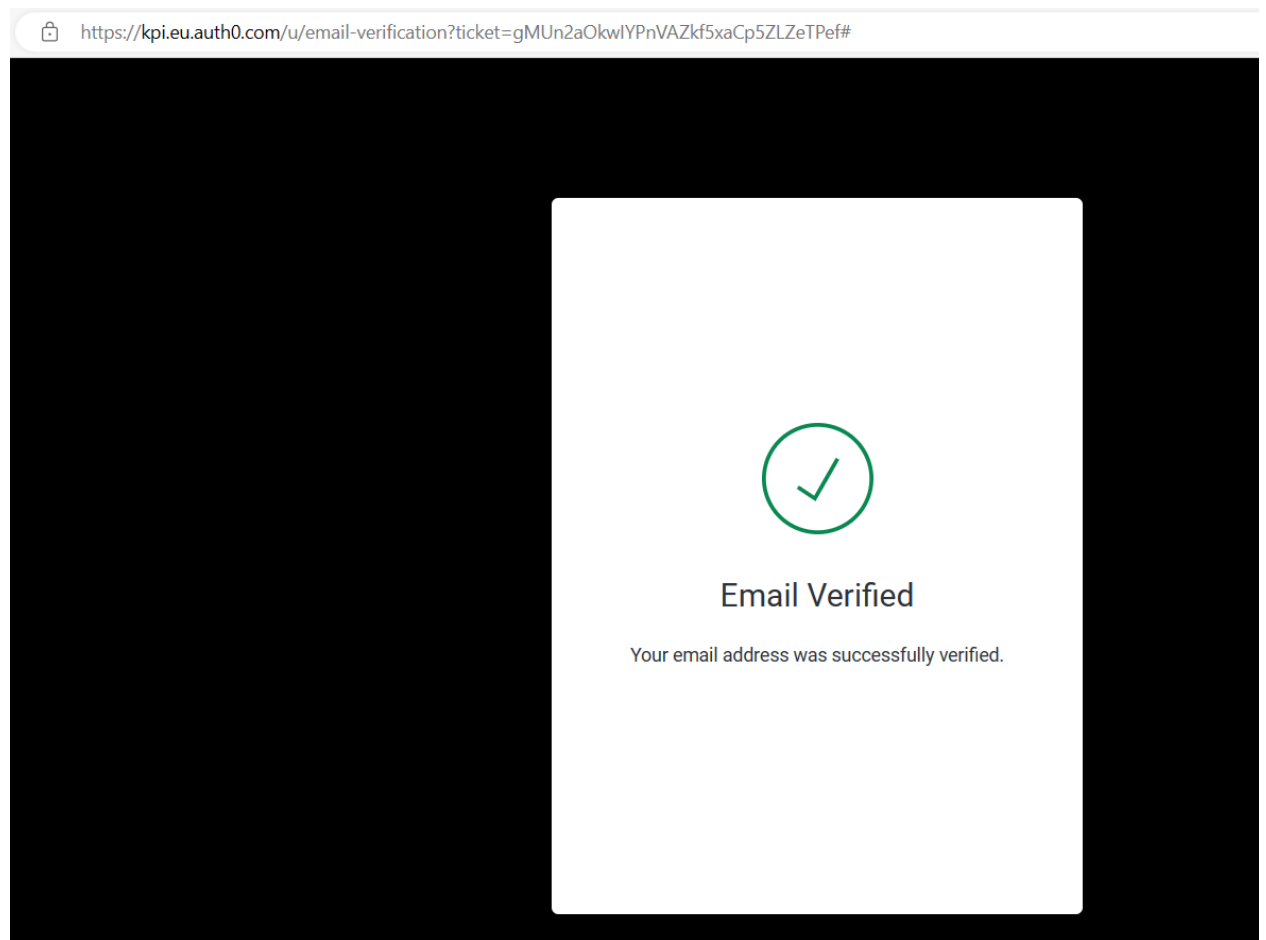 https://kpi.eu.auth0.com/u/email-verification?ticket=gMUn2aOkwIYPnVAZkf5xaCp5ZLZeTPef#
Email Verified
Your email address was successfully verified.